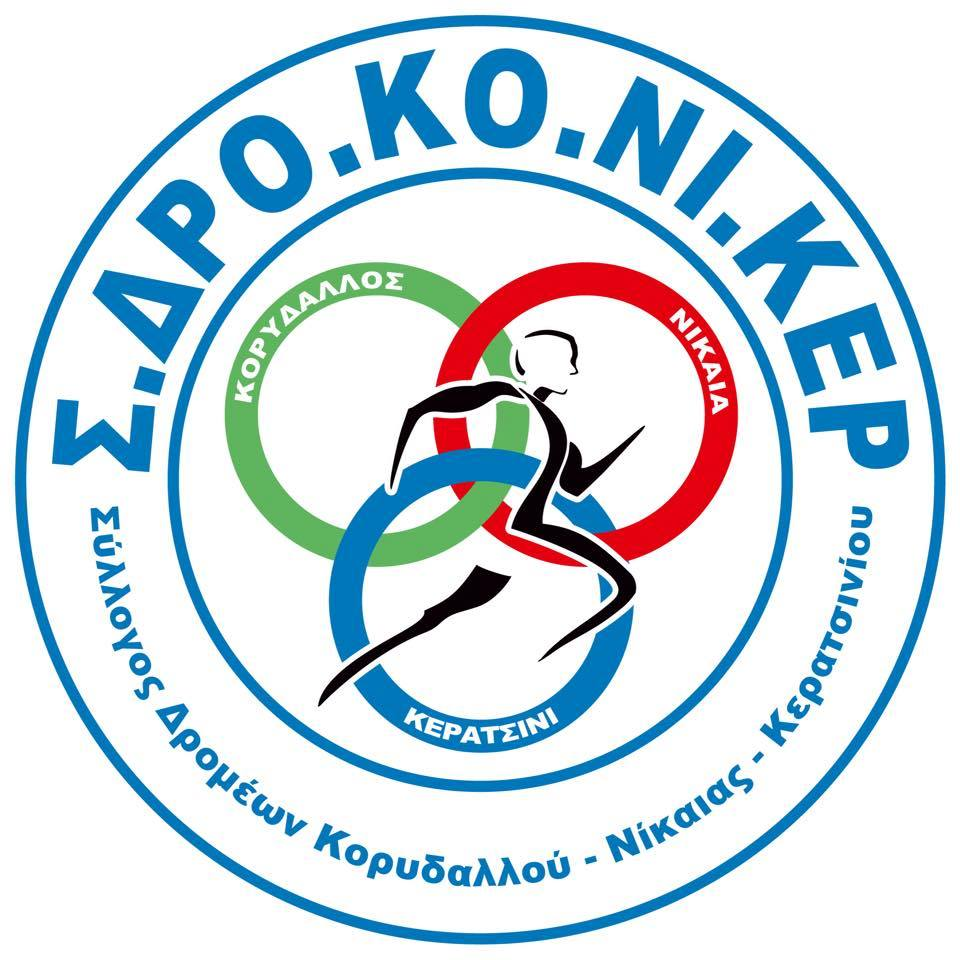 Σ.ΔΡΟ.ΚΟ.ΝΙ.ΚΕΡ
ΚΟΡΥΔΑΛΛΟΣ
ΝΙΚΑΙΑ
ΚΕΡΑΤΣΙΝΙ
Σύλλογος Δρομέων Κορυδαλλού - Νίκαιας - Κερατσινίου